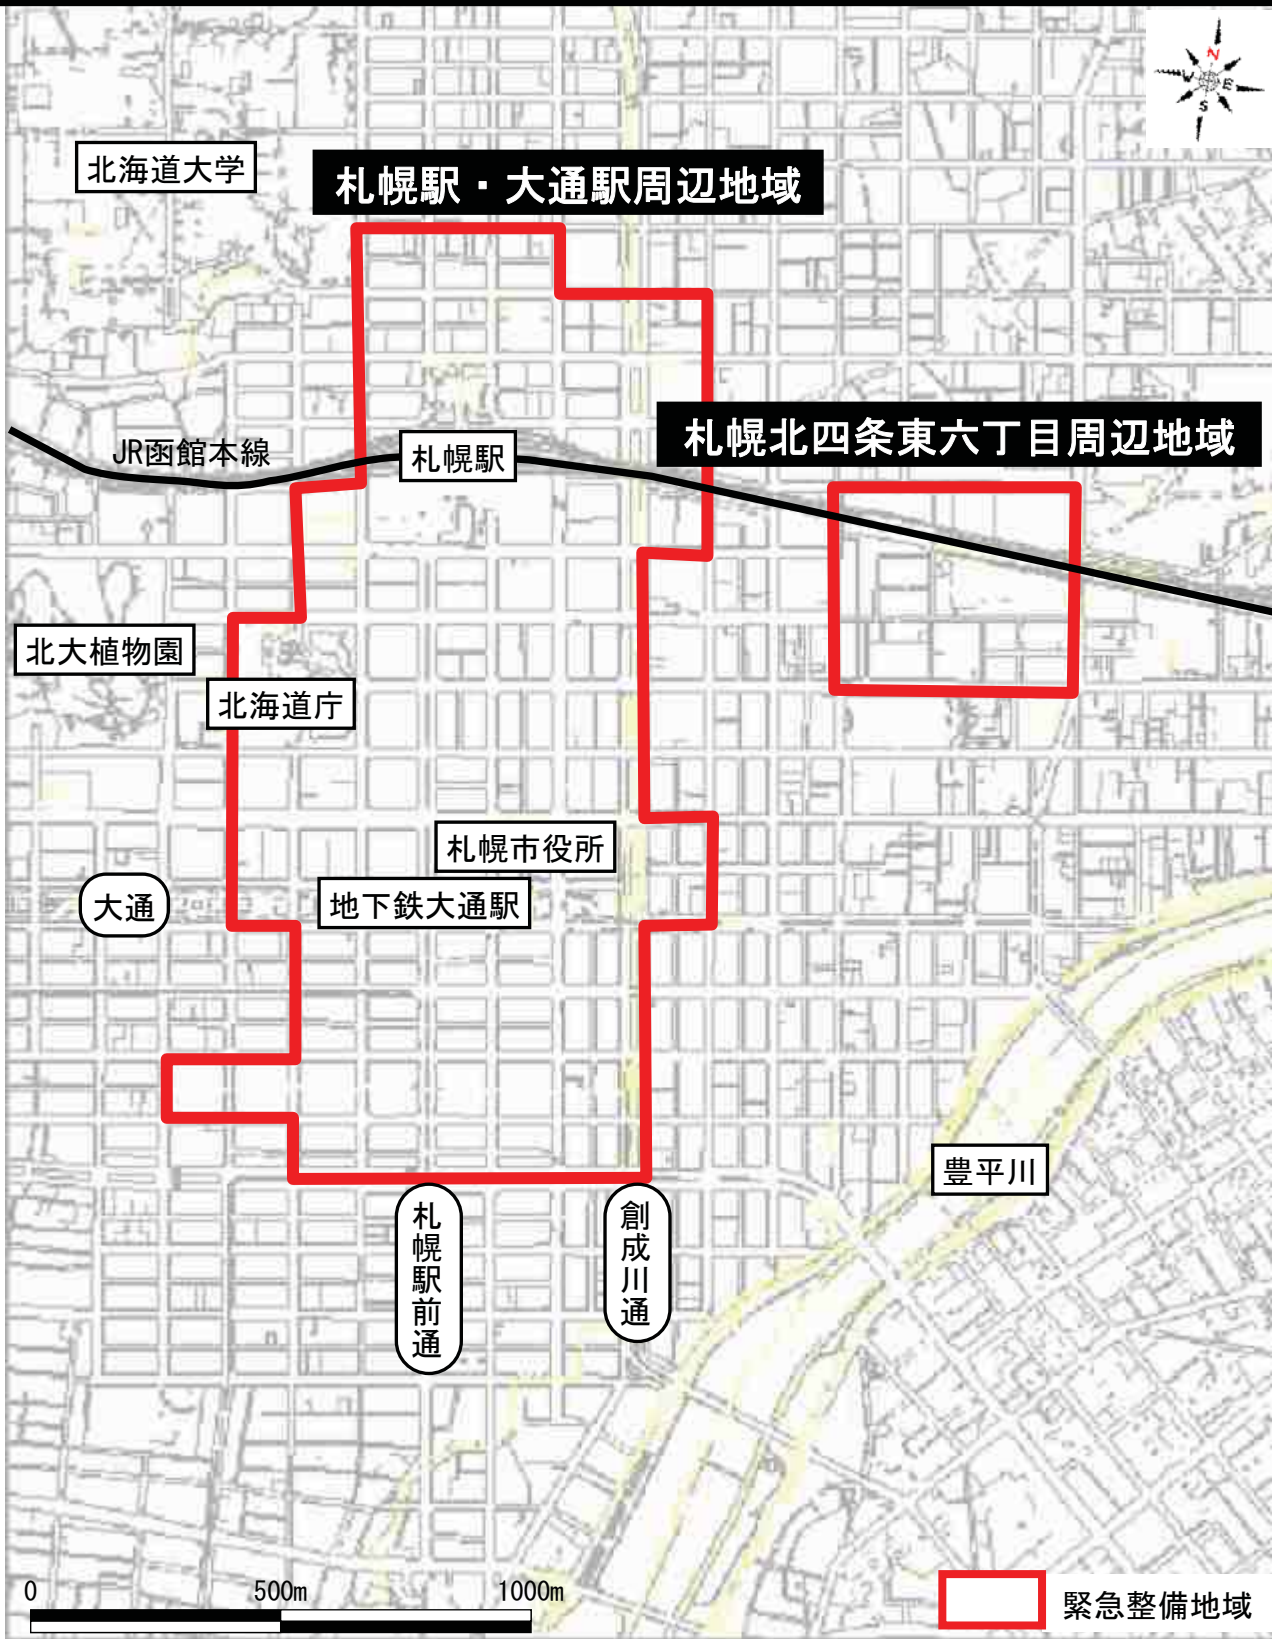 N
W
E
S
北海道大学
札幌駅・大通駅周辺地域
札幌北四条東六丁目周辺地域
JR函館本線
札幌駅
北大植物園
北海道庁
札幌市役所
大通
地下鉄大通駅
豊平川
札幌駅前通
創成川通
0 500m 1000m
緊急整備地域